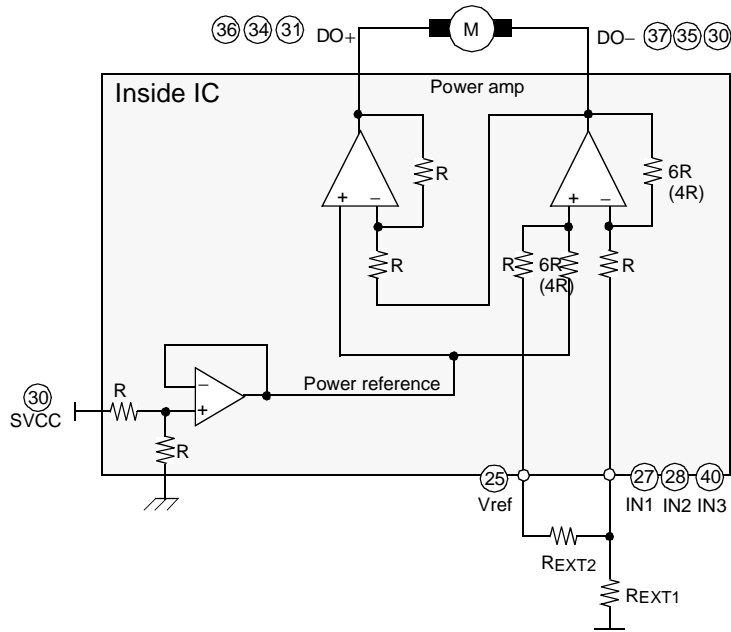 36 34 31 DO+ M DO– 37 35 30
Inside IC
Power amp
R
6R
(4R)
+ – + –
R R 6R
(4R) R
Power reference
30
SVCC
R
–
+
R
25
Vref
27 28 40
IN1 IN2 IN3
REXT2
REXT1